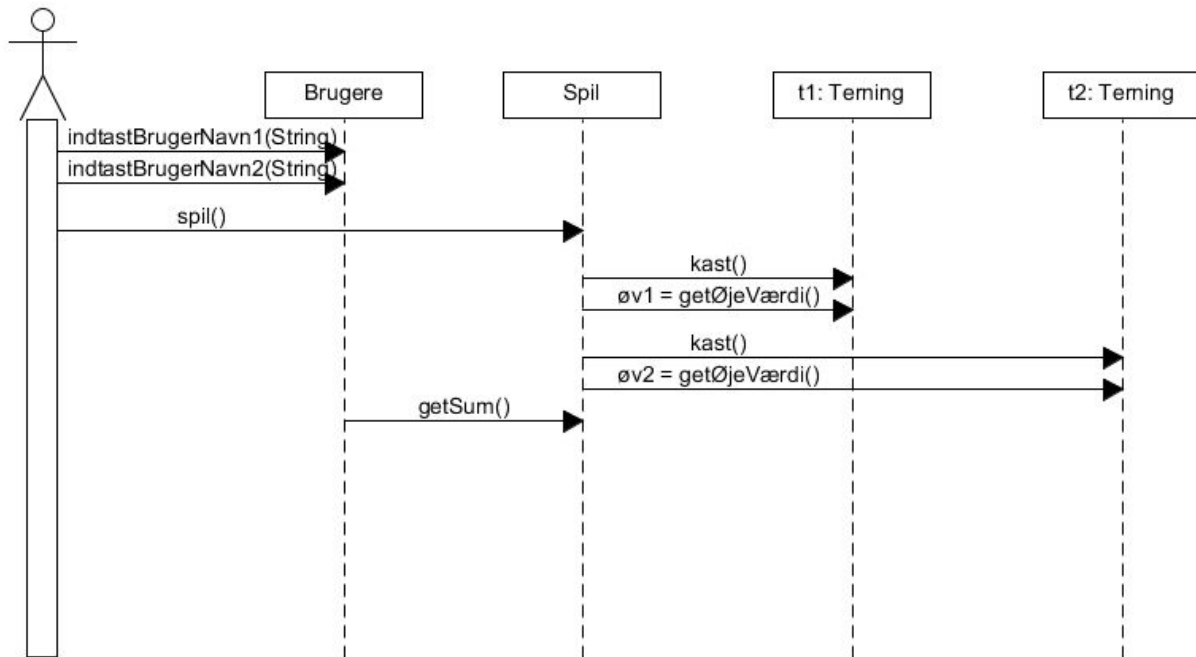 Brugere
Spil
t1: Terning
t2: Terning
indtastBrugerNavn1(String)
indtastBrugerNavn2(String)
spil()
kast()
øv1 = getØjeVærdi()
kast()
øv2 = getØjeVærdi()
getSum()